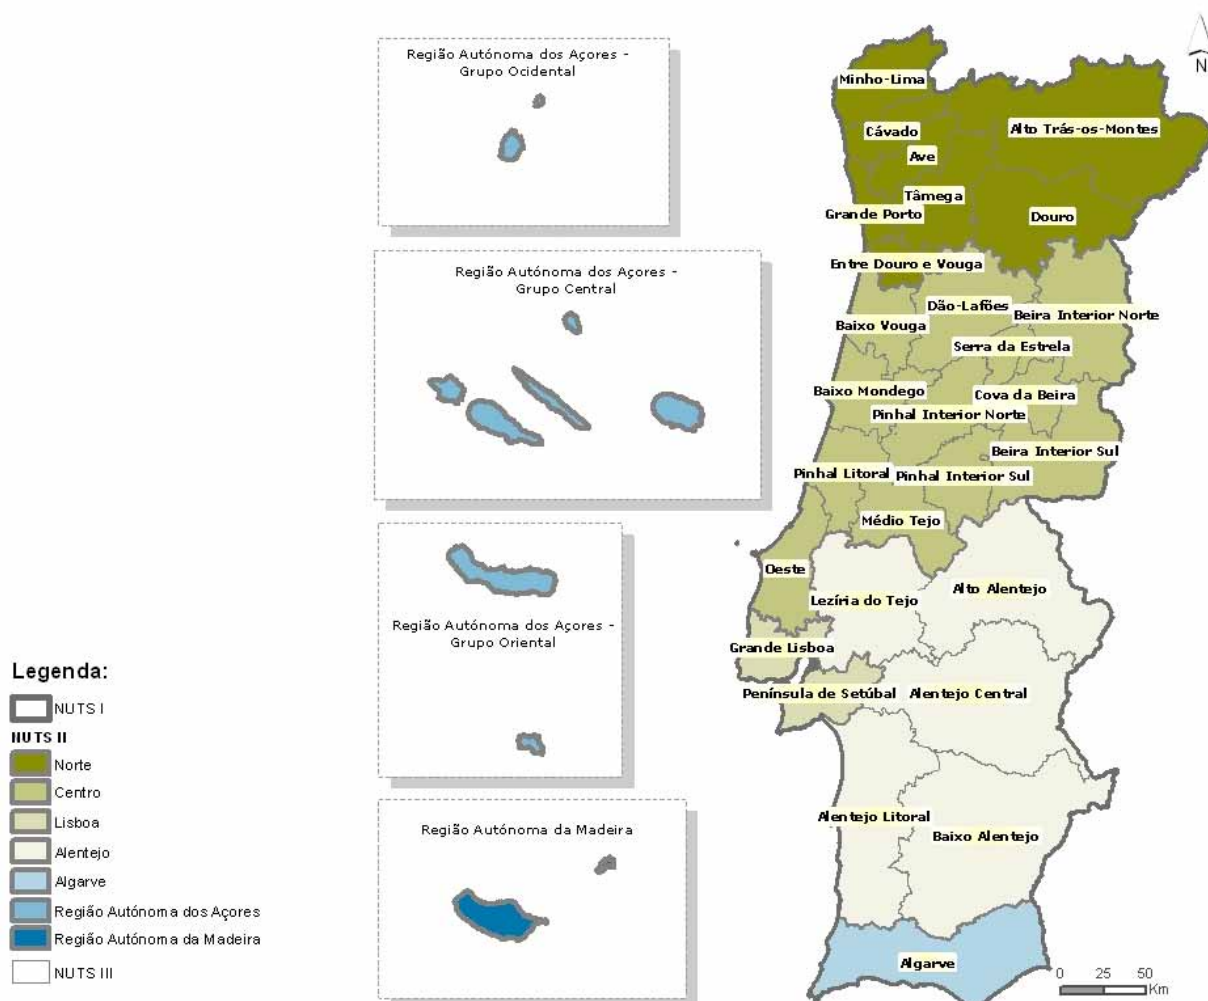 Região Autónoma dos Açores -
Grupo Ocidental
Região Autónoma dos Açores -
Grupo Central
Região Autónoma dos Açores -
Grupo Oriental
Região Autónoma da Madeira
Legenda:
NUTS I
NUTS II
Norte
Centro
Lisboa
Alentejo
Algarve
Região Autónoma dos Açores
Região Autónoma da Madeira
NUTS III
N
Minho-Lima
Alto Trás-os-Montes
Cávado
Ave
Tâmega
Grande Porto
Douro
Entre Douro e Vouga
Dão-Lafões
Beira Interior Norte
Baixo Vouga
Serra da Estrela
Baixo Mondego
Cova da Beira
Pinhal Interior Norte
Beira Interior Sul
Pinhal Litoral
Pinhal Interior Sul
Médio Tejo
Oeste
Alto Alentejo
Lezíria do Tejo
Grande Lisboa
Península de Setúbal
Alentejo Central
Alentejo Litoral
Baixo Alentejo
Algarve
0 25 50
Km